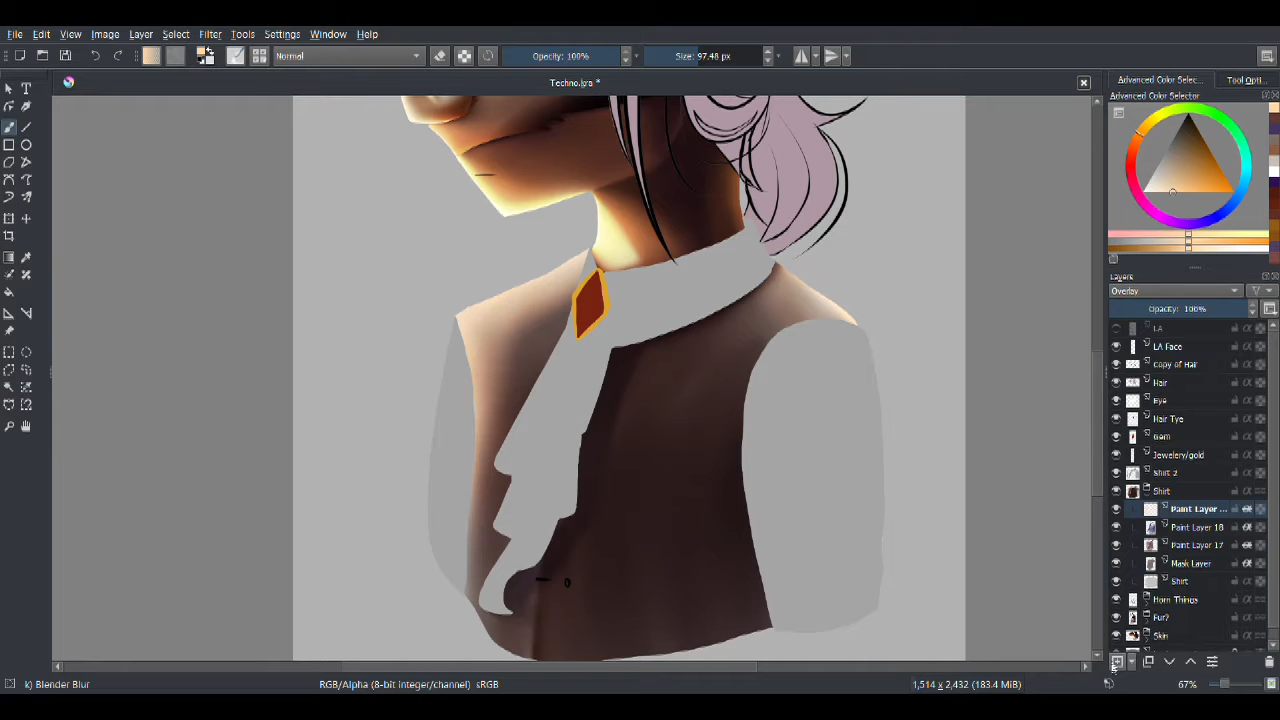 File Edit View Image Layer Select Filter Tools Settings Window Help
Normal Opacity: 100% Size: 97.48 px
Techno.kra *
Advanced Color Selec... Tool Opti...
Advanced Color Selector
Layers
Overlay
Opacity: 100%
LA
LA Face
Copy of Hair
Hair
Eye
Hair Tye
Gem
Jewelery/gold
Shirt 2
Shirt
Paint Layer ...
Paint Layer 18
Paint Layer 17
Mask Layer
Shirt
Horn Things
Fur?
Skin
k) Blender Blur RGB/Alpha (8-bit integer/channel) sRGB 1,514 x 2,432 (183.4 MiB) 67%